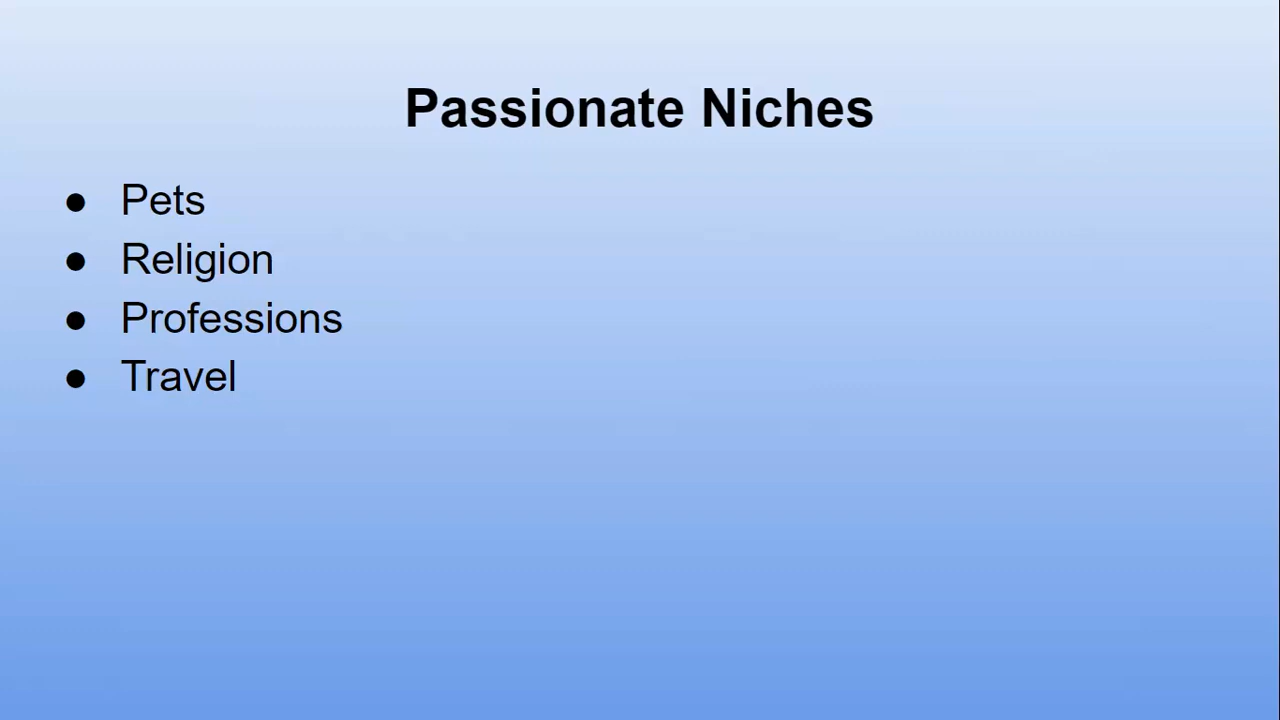 Passionate Niches
● Pets
● Religion
● Professions
● Travel